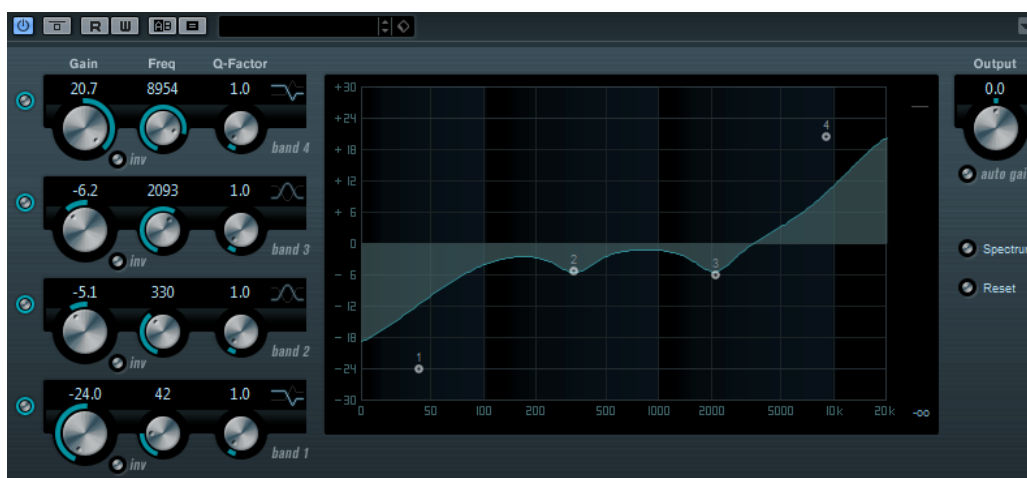 R W AB
Gain Freq Q-Factor Output
20.7 8954 1.0 0.0
inv band 4
auto gai
-6.2 2093 1.0
inv band 3
Spectrum
Reset
-5.1 330 1.0
inv band 2
-24.0 42 1.0
inv band 1
+30
+24
+18
+12
+ 6
0
- 6
-12
-18
-24
-30
4
2
3
1
0 50 100 200 500 1000 2000 5000 10k 20k -∞